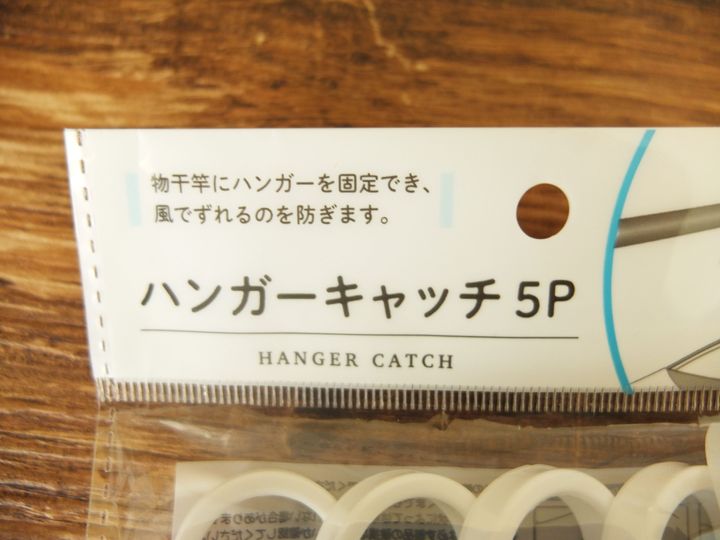 物干竿にハンガーを固定でき、
風でずれるのを防ぎます。
ハンガーキャッチ 5P
HANGER CATCH